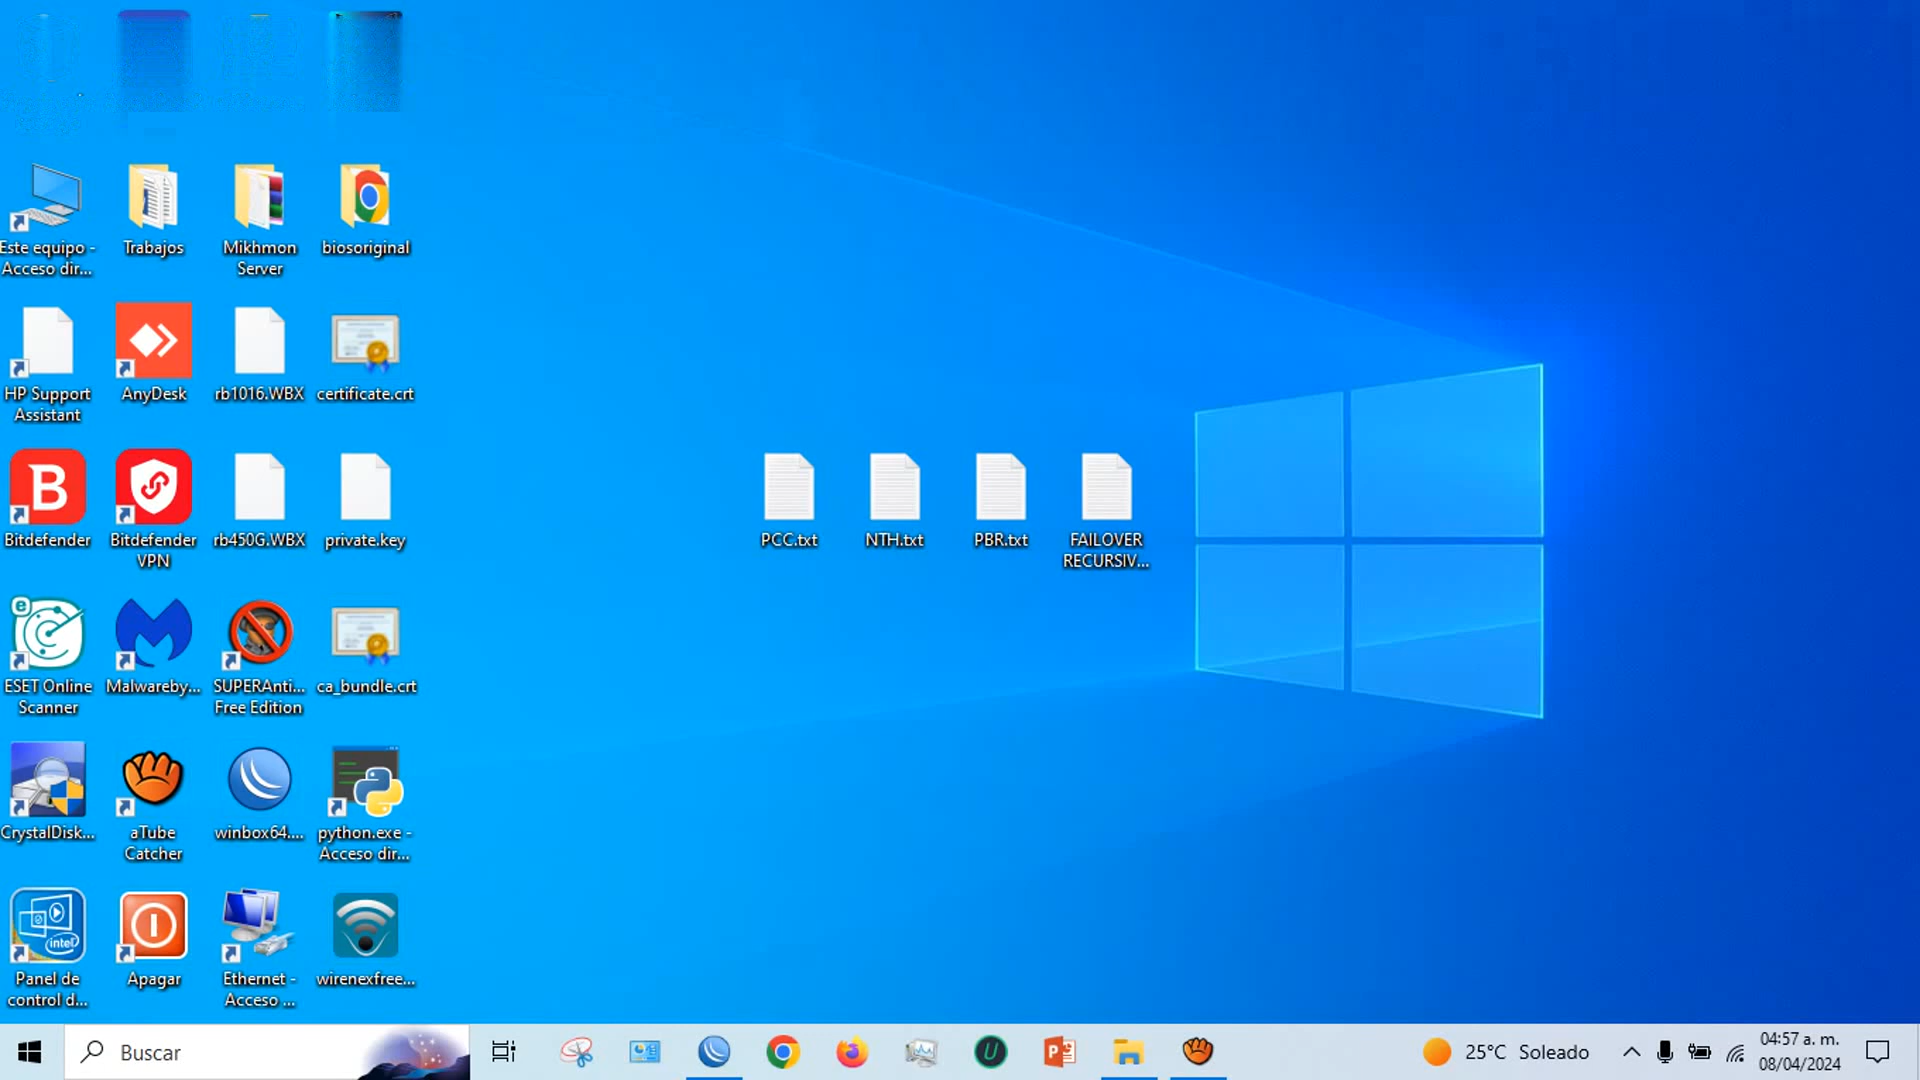 Este equipo -
Acceso dir...
Trabajos
Mikhmon
Server
biosoriginal
HP Support
Assistant
AnyDesk
rb1016.WBX
certificate.crt
Bitdefender
Bitdefender
VPN
rb450G.WBX
private.key
PCC.txt
NTH.txt
PBR.txt
FAILOVER
RECURSIV...
ESET Online
Scanner
Malwareby...
SUPERAnti...
Free Edition
ca_bundle.crt
CrystalDisk...
aTube
Catcher
winbox64....
python.exe -
Acceso dir...
Panel de
control d...
intel
Apagar
Ethernet -
Acceso ...
wirenexfree...
Buscar
25°C Soleado
04:57 a. m.
08/04/2024